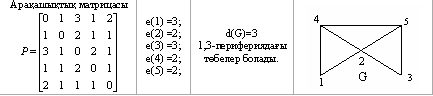 Арақашықтық матрицасы
P = [0 1 3 1 2
1 0 2 1 1
3 1 0 2 1
1 1 2 0 1
2 1 1 1 0]
e(1) =3;
e(2) =2;
e(3) =3;
e(4) =2;
e(5) =2;
d(G)=3
1,3-перифериядағы
төбелер болады.
4 5
2
1 G 3